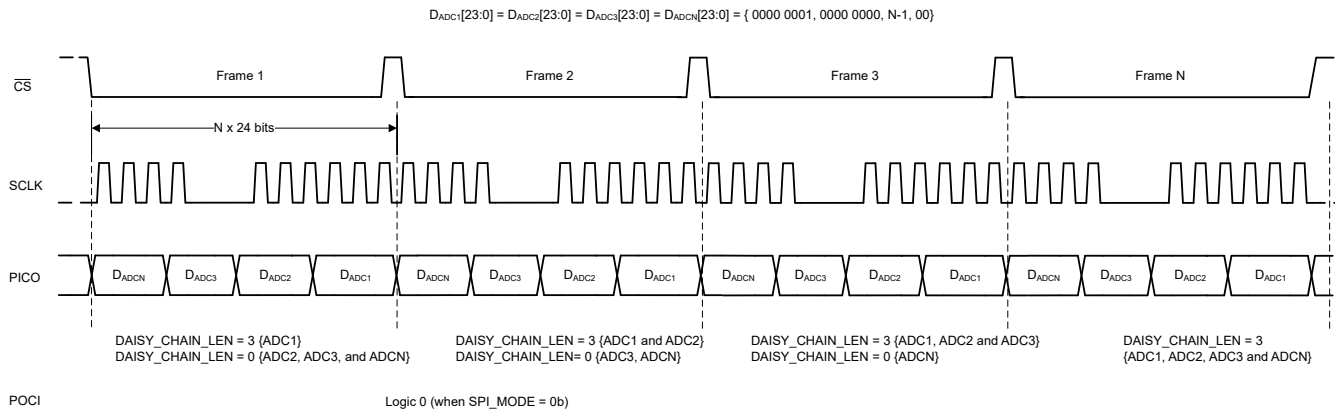 DADC1[23:0] = DADC2[23:0] = DADC3[23:0] = DADCN[23:0] = { 0000 0001, 0000 0000, N-1, 00}
CS Frame 1 Frame 2 Frame 3 Frame N
N x 24 bits
SCLK
PICO DADCN DADC3 DADC2 DADC1 DADCN DADC3 DADC2 DADC1 DADCN DADC3 DADC2 DADC1 DADCN DADC3 DADC2 DADC1
DAISY_CHAIN_LEN = 3 {ADC1}
DAISY_CHAIN_LEN = 0 {ADC2, ADC3, and ADCN}
DAISY_CHAIN_LEN = 3 {ADC1 and ADC2}
DAISY_CHAIN_LEN= 0 {ADC3, ADCN}
DAISY_CHAIN_LEN = 3 {ADC1, ADC2 and ADC3}
DAISY_CHAIN_LEN = 0 {ADCN}
DAISY_CHAIN_LEN = 3
{ADC1, ADC2, ADC3 and ADCN}
POCI Logic 0 (when SPI_MODE = 0b)